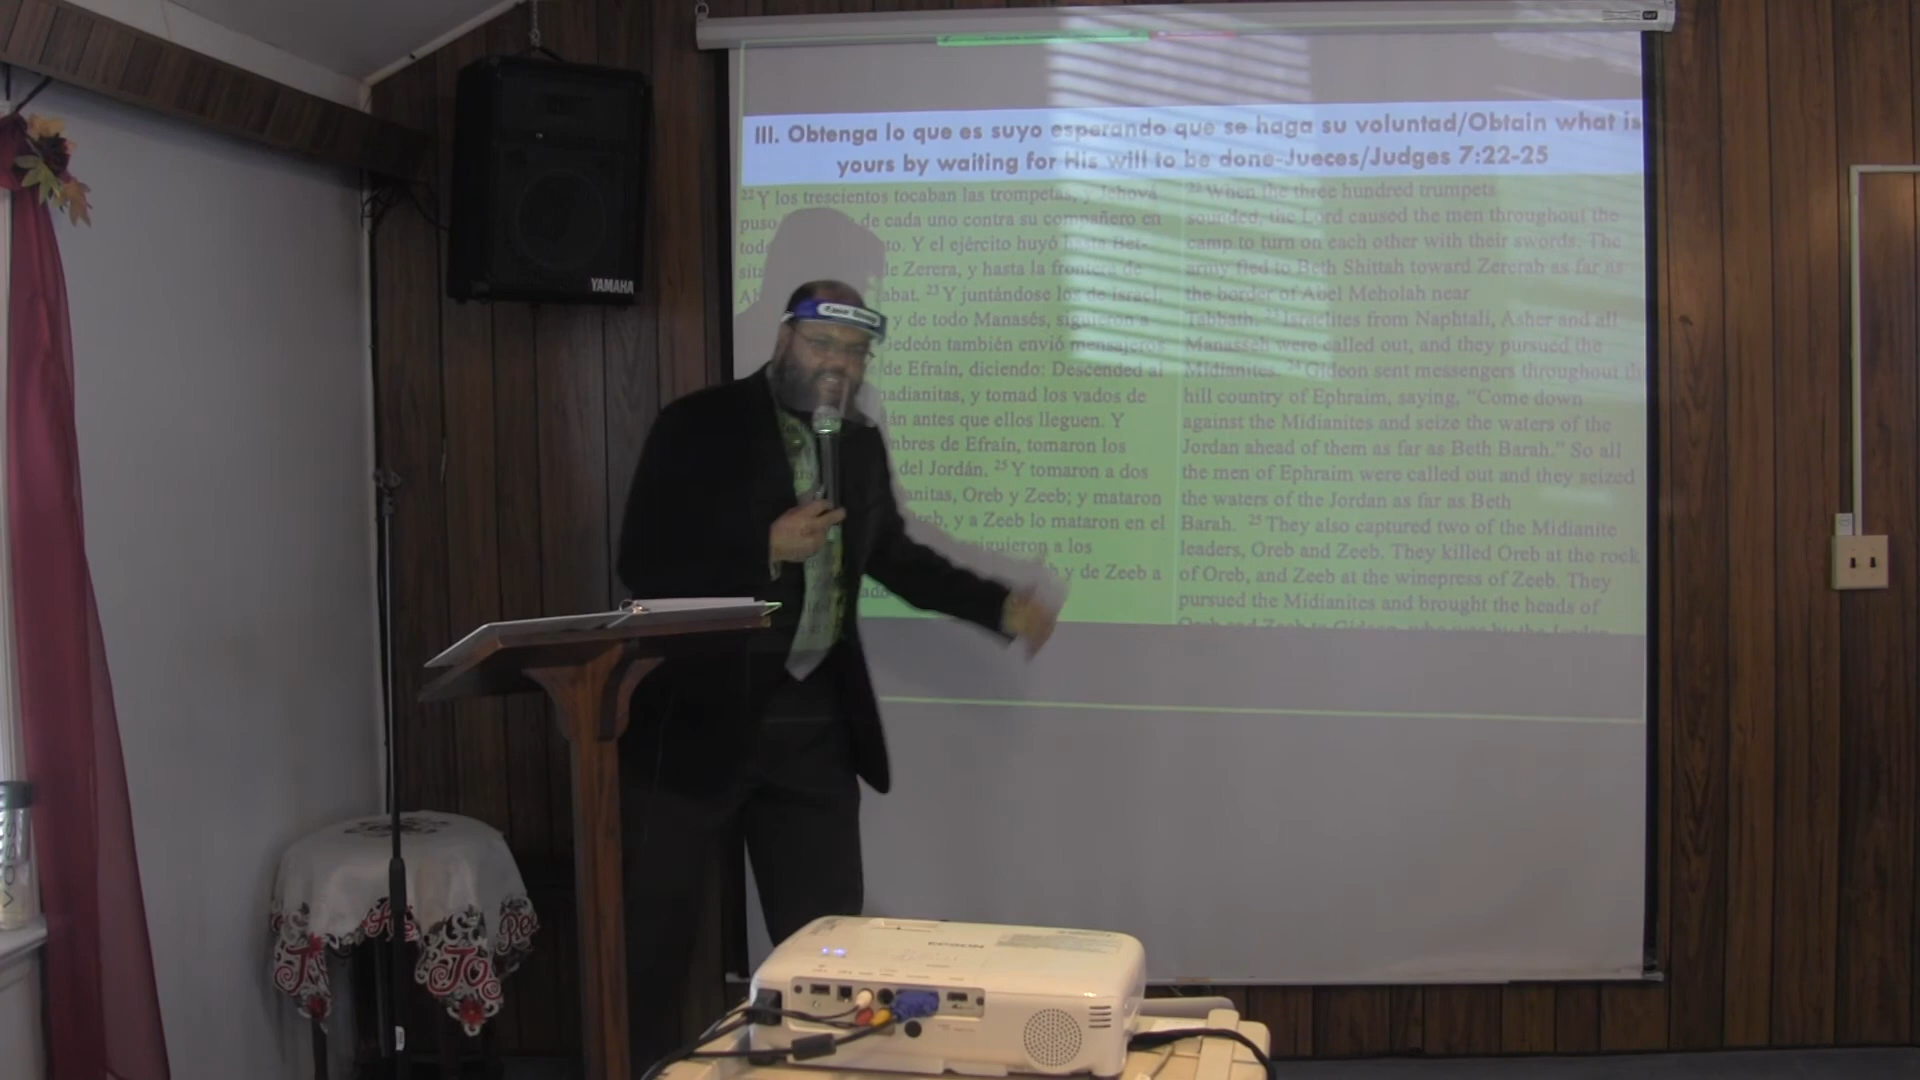 III. Obtenga lo que es suyo esperando que se haga su voluntad/Obtain what is
yours by waiting for His will to be done-Jueces/Judges 7:22-25
22 Y los trescientos tocaban las trompetas, y Jehová
puso de cada uno contra su compañero en
Y el ejército huyó hasta Bet-
de Zerera, y hasta la frontera de
23 Y juntándose los de Israel,
y de todo Manasés, siguieron a
Gedeón también envió mensajeros
de Efraín, diciendo: Descended al
y tomad los vados de
antes que ellos lleguen. Y
de Efraín, tomaron los
del Jordán. 25 Y tomaron a dos
Oreb y Zeeb; y mataron
y a Zeeb lo mataron en el
siguieron a los
y de Zeeb a
22 When the three hundred trumpets
sounded, the Lord caused the men throughout the
camp to turn on each other with their swords. The
army fled to Beth Shittah toward Zererah as far as
the border of Abel Meholah near
Tabbath. 23 Israelites from Naphtali, Asher and all
Manasseh were called out, and they pursued the
Midianites. 24 Gideon sent messengers throughout the
hill country of Ephraim, saying, “Come down
against the Midianites and seize the waters of the
Jordan ahead of them as far as Beth Barah.” So all
the men of Ephraim were called out and they seized
the waters of the Jordan as far as Beth
Barah. 25 They also captured two of the Midianite
leaders, Oreb and Zeeb. They killed Oreb at the rock
of Oreb, and Zeeb at the winepress of Zeeb. They
pursued the Midianites and brought the heads of
YAMAHA
EPSON